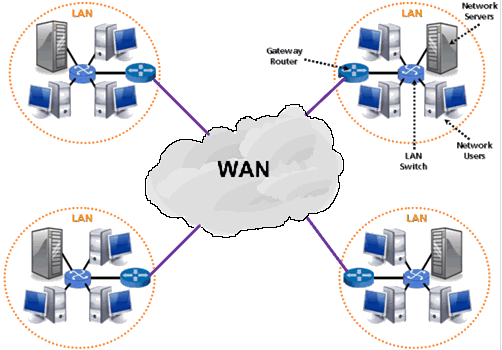 LAN
LAN
Network
Servers
Gateway
Router
LAN
Switch
Network
Users
WAN
LAN
LAN